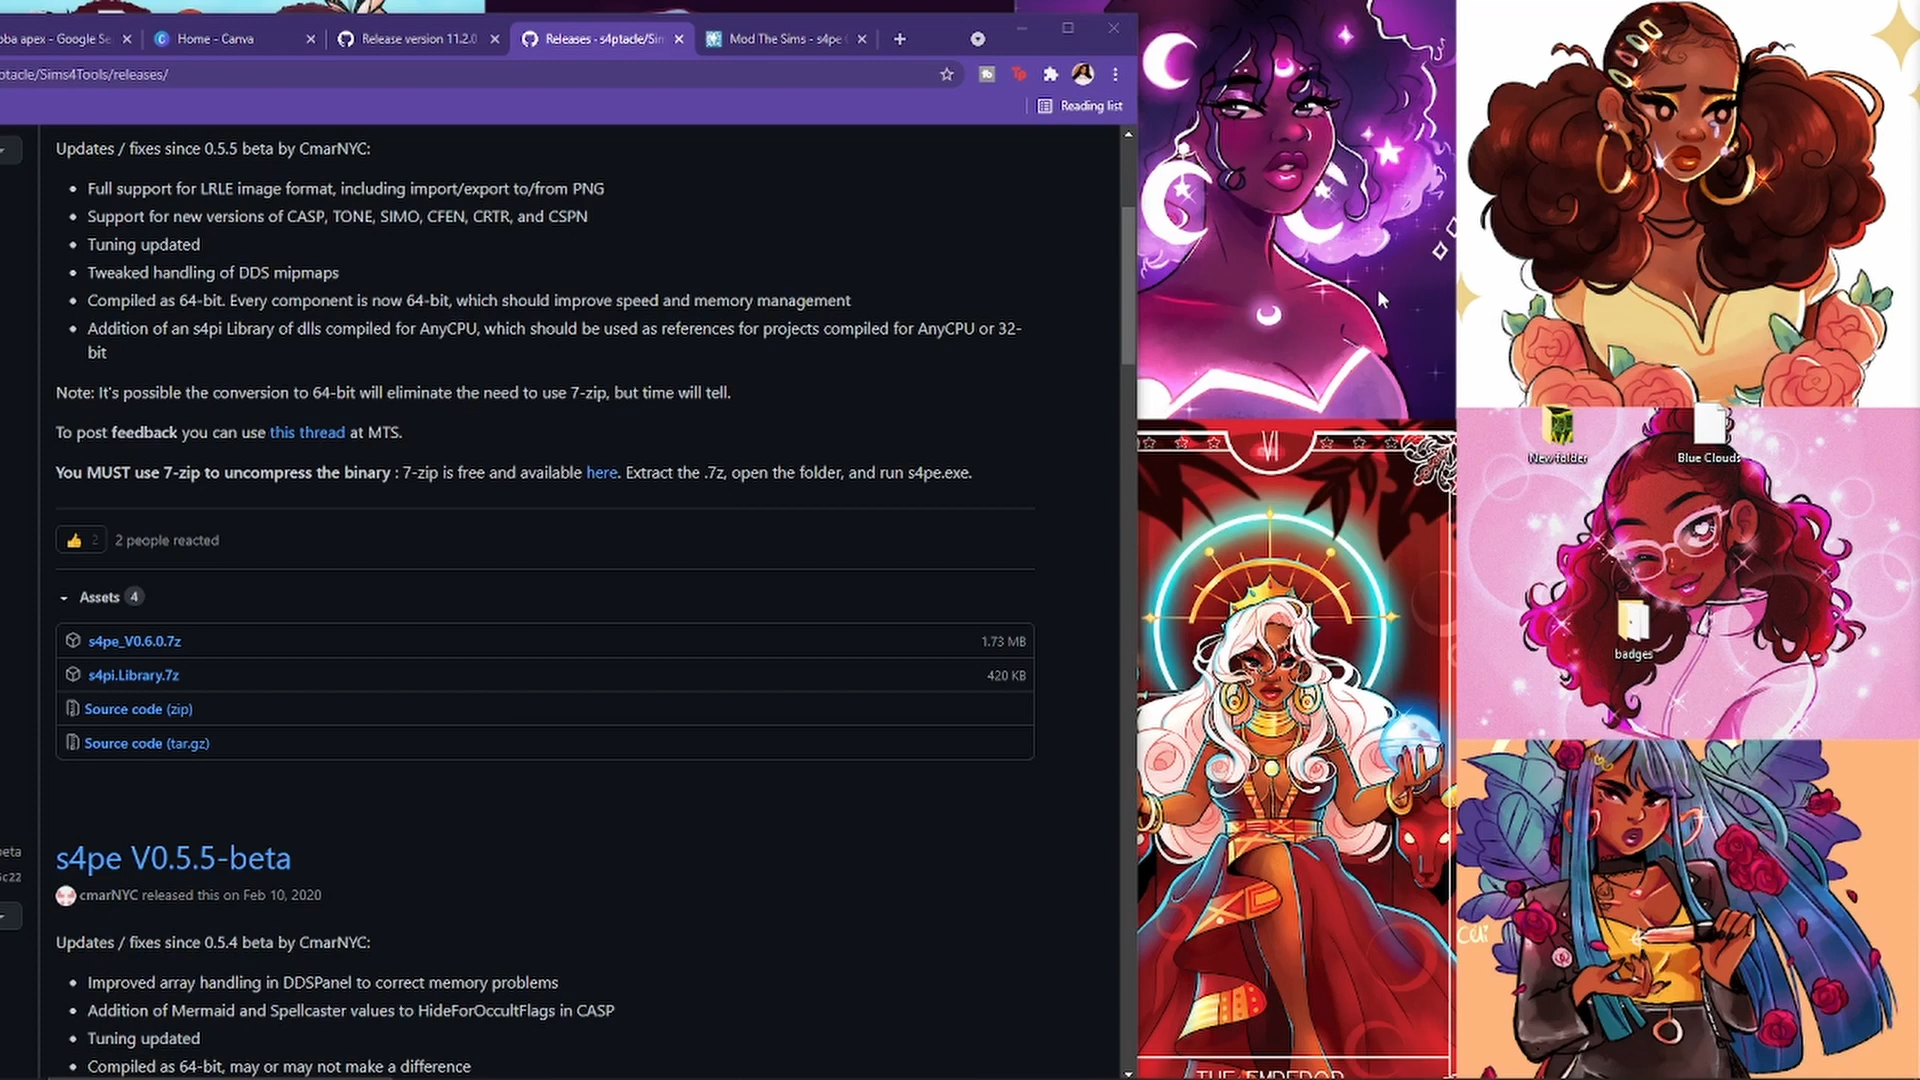 oba apex - Google Se
Home - Canva
Release version 11.2.0
Releases - s4ptacle/Sim
Mod The Sims - s4pe
ptacle/Sims4Tools/releases/
Reading list
Updates / fixes since 0.5.5 beta by CmarNYC:
• Full support for LRLE image format, including import/export to/from PNG
• Support for new versions of CASP, TONE, SIMO, CFEN, CRTR, and CSPN
• Tuning updated
• Tweaked handling of DDS mipmaps
• Compiled as 64-bit. Every component is now 64-bit, which should improve speed and memory management
• Addition of an s4pi Library of dlls compiled for AnyCPU, which should be used as references for projects compiled for AnyCPU or 32-
bit
Note: It's possible the conversion to 64-bit will eliminate the need to use 7-zip, but time will tell.
To post feedback you can use this thread at MTS.
You MUST use 7-zip to uncompress the binary : 7-zip is free and available here. Extract the .7z, open the folder, and run s4pe.exe.
👍 2 2 people reacted
Assets 4
s4pe_V0.6.0.7z 1.73 MB
s4pi.Library.7z 420 KB
Source code (zip)
Source code (tar.gz)
eta
c22
s4pe V0.5.5-beta
cmarNYC released this on Feb 10, 2020
Updates / fixes since 0.5.4 beta by CmarNYC:
• Improved array handling in DDSPanel to correct memory problems
• Addition of Mermaid and Spellcaster values to HideForOccultFlags in CASP
• Tuning updated
• Compiled as 64-bit, may or may not make a difference
VI
THE EMPEROR
New folder
Blue Clouds
badges